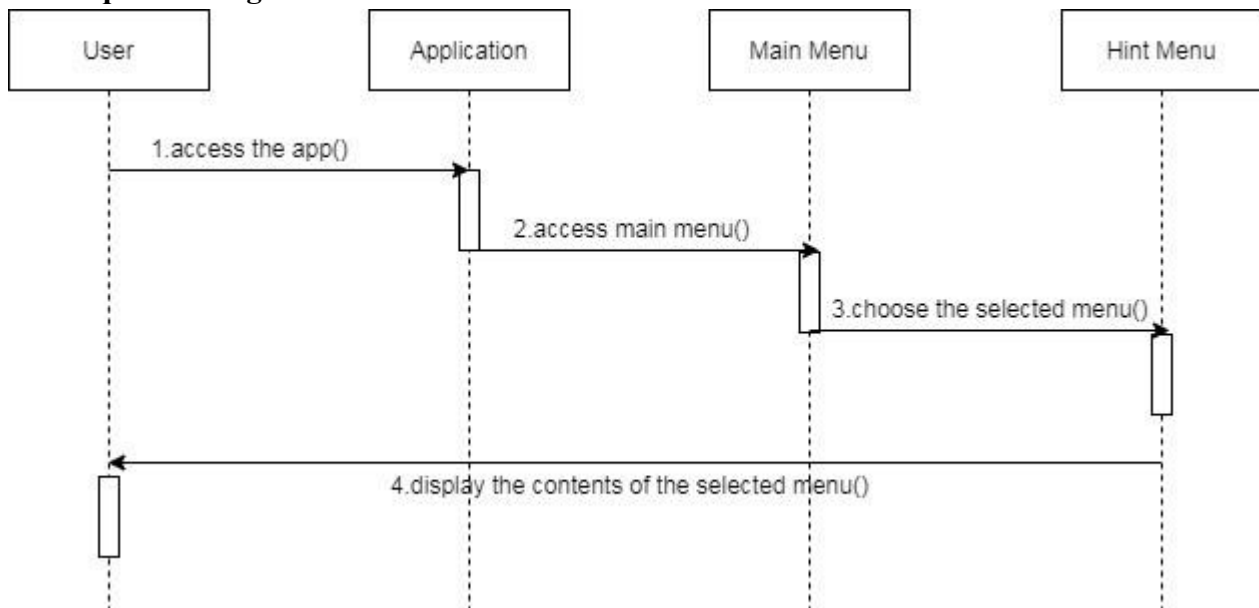 User
Application
Main Menu
Hint Menu
1.access the app()
2.access main menu()
3.choose the selected menu()
4.display the contents of the selected menu()